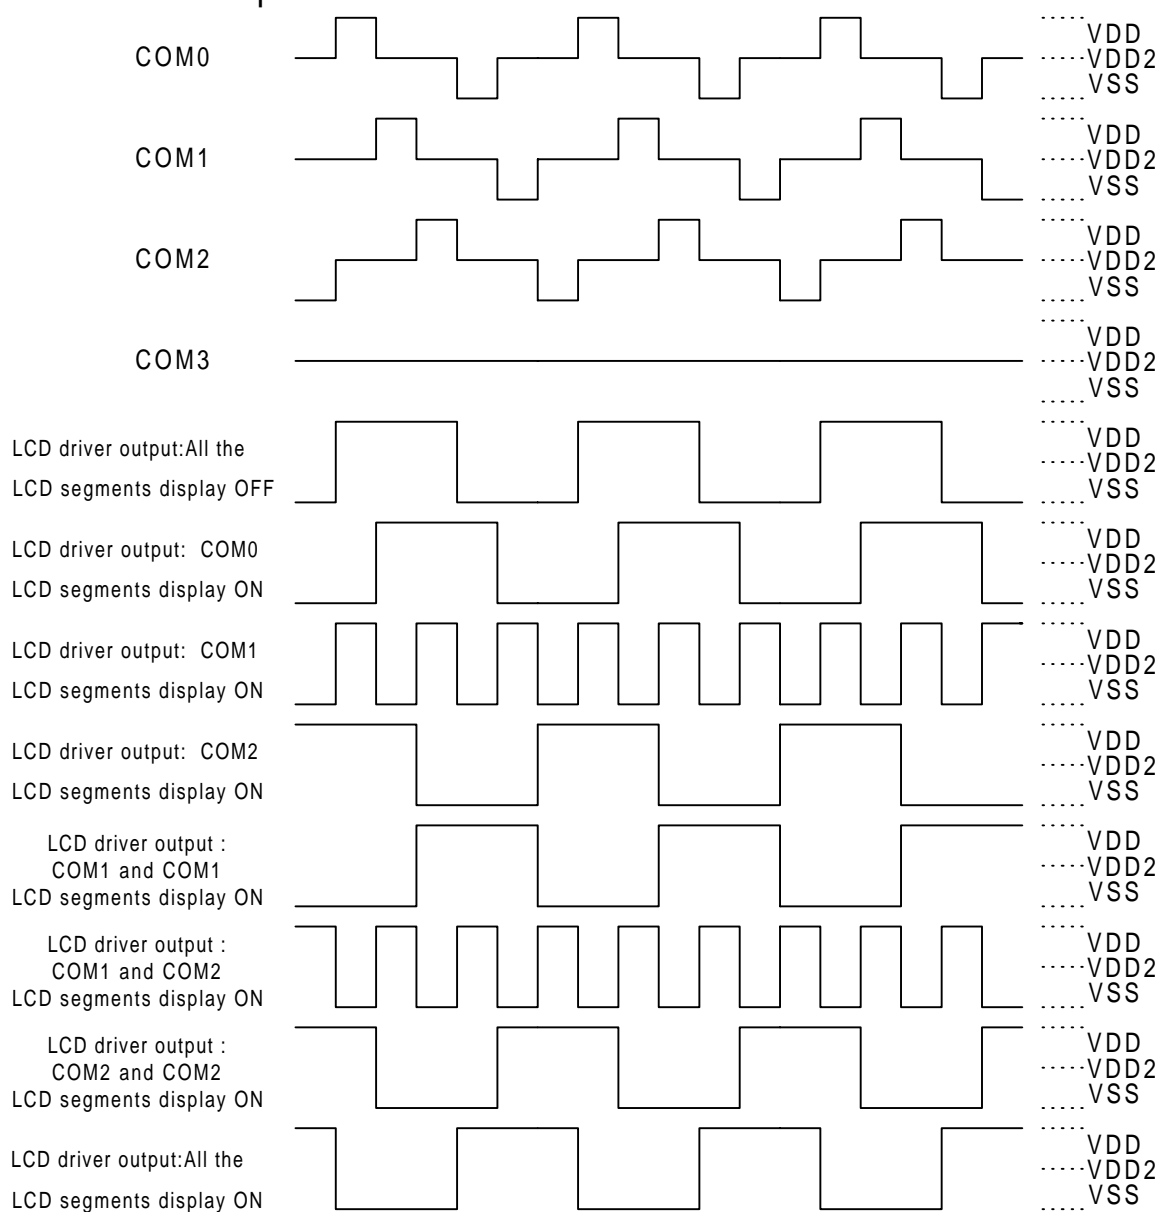 COM0
VDD
VDD2
VSS
COM1
VDD
VDD2
VSS
COM2
VDD
VDD2
VSS
COM3
VDD
VDD2
VSS
LCD driver output:All the
LCD segments display OFF
VDD
VDD2
VSS
LCD driver output: COM0
LCD segments display ON
VDD
VDD2
VSS
LCD driver output: COM1
LCD segments display ON
VDD
VDD2
VSS
LCD driver output: COM2
LCD segments display ON
VDD
VDD2
VSS
LCD driver output :
COM1 and COM1
LCD segments display ON
VDD
VDD2
VSS
LCD driver output :
COM1 and COM2
LCD segments display ON
VDD
VDD2
VSS
LCD driver output :
COM2 and COM2
LCD segments display ON
VDD
VDD2
VSS
LCD driver output:All the
LCD segments display ON
VDD
VDD2
VSS